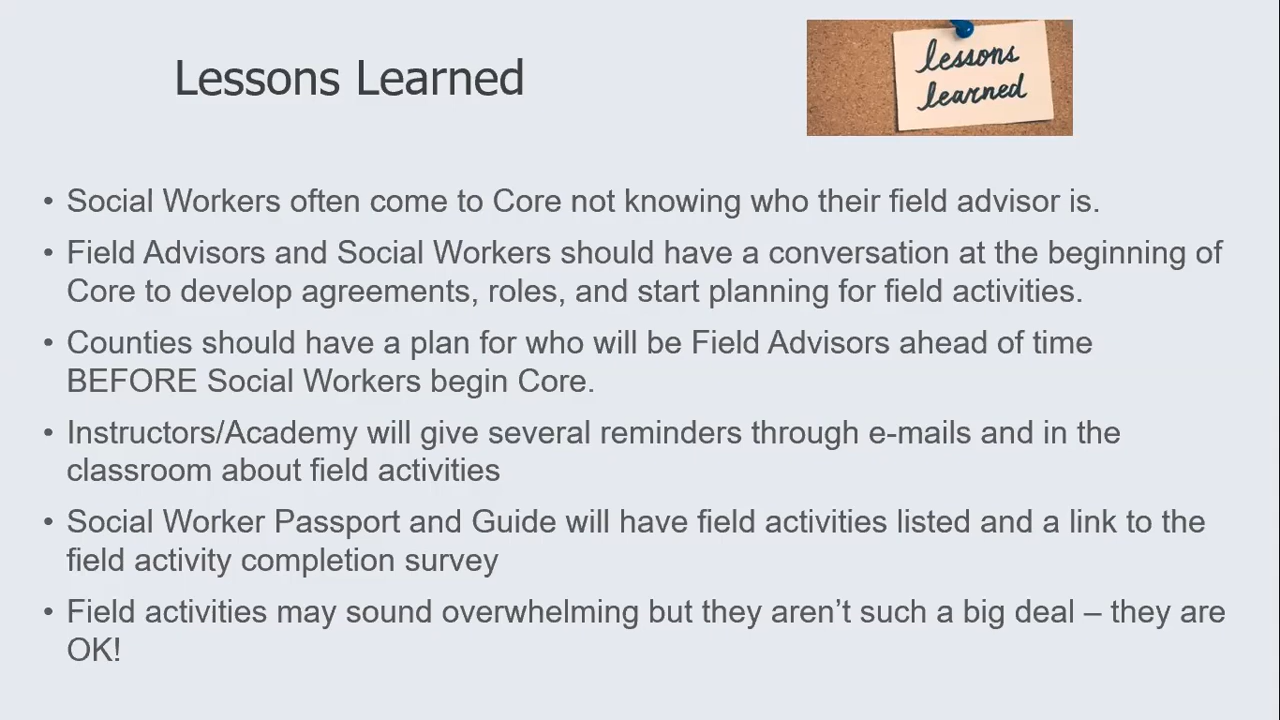 Lessons Learned
lessons
learned
• Social Workers often come to Core not knowing who their field advisor is.
• Field Advisors and Social Workers should have a conversation at the beginning of
Core to develop agreements, roles, and start planning for field activities.
• Counties should have a plan for who will be Field Advisors ahead of time
BEFORE Social Workers begin Core.
• Instructors/Academy will give several reminders through e-mails and in the
classroom about field activities
• Social Worker Passport and Guide will have field activities listed and a link to the
field activity completion survey
• Field activities may sound overwhelming but they aren’t such a big deal – they are
OK!